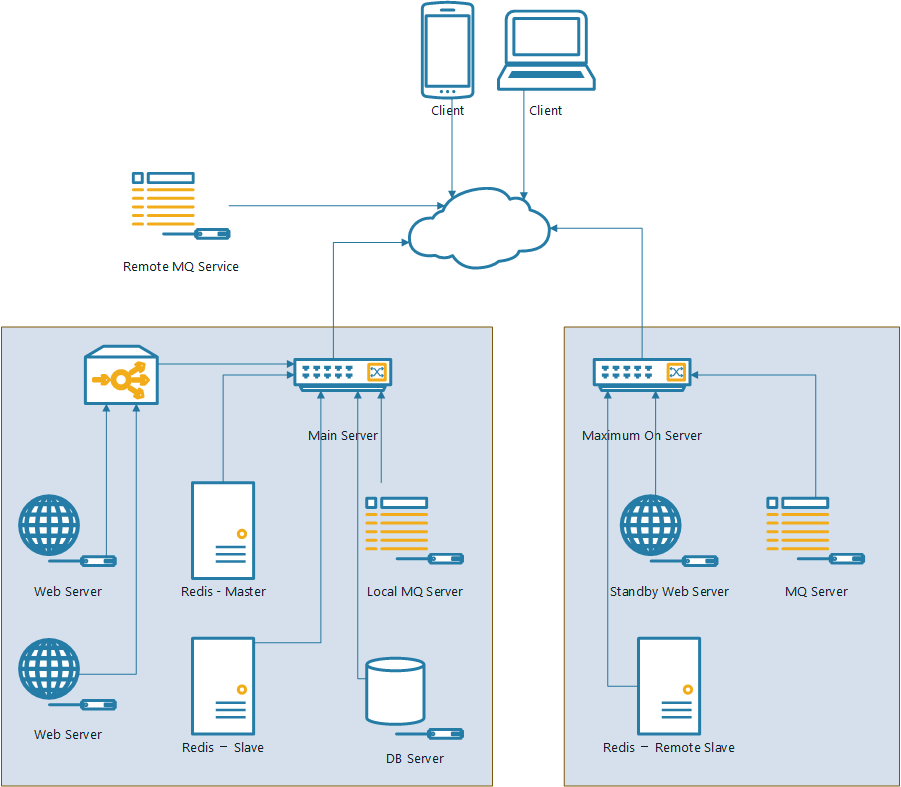 Client
Client
Remote MQ Service
Main Server
Maximum On Server
Web Server
Redis - Master
Local MQ Server
Standby Web Server
MQ Server
Web Server
Redis – Slave
DB Server
Redis – Remote Slave